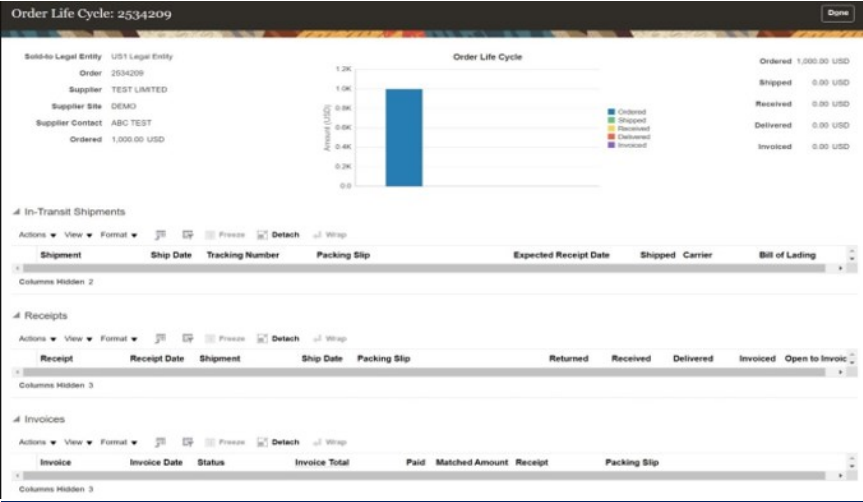 Order Life Cycle: 2534209
Done
Sold-to Legal Entity US1 Legal Entity
Order 2534209
Supplier TEST LIMITED
Supplier Site DEMO
Supplier Contact ABC TEST
Ordered 1,000.00 USD
Order Life Cycle
Amount (USD)
1.2K
1.0K
0.8K
0.6K
0.4K
0.2K
0.0
Ordered
Shipped
Received
Delivered
Invoiced
Ordered 1,000.00 USD
Shipped 0.00 USD
Received 0.00 USD
Delivered 0.00 USD
Invoiced 0.00 USD
In-Transit Shipments
Actions View Format Freeze Detach Wrap
Shipment Ship Date Tracking Number Packing Slip Expected Receipt Date Shipped Carrier Bill of Lading
Columns Hidden 2
Receipts
Actions View Format Freeze Detach Wrap
Receipt Receipt Date Shipment Ship Date Packing Slip Returned Received Delivered Invoiced Open to Invoic
Columns Hidden 3
Invoices
Actions View Format Freeze Detach Wrap
Invoice Invoice Date Status Invoice Total Paid Matched Amount Receipt Packing Slip
Columns Hidden 3